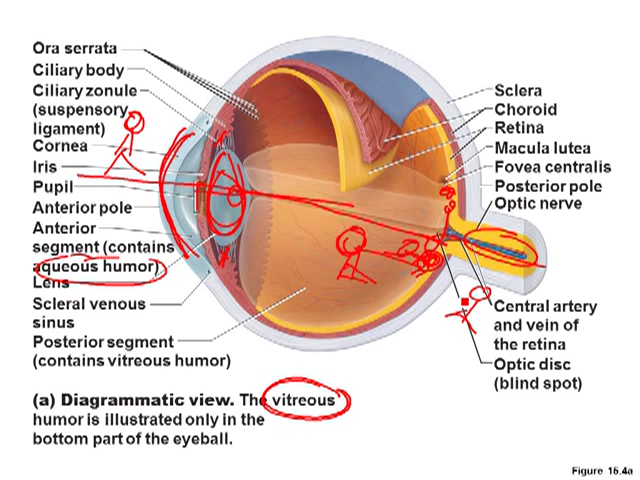 Ora serrata
Ciliary body
Ciliary zonule
(suspensory
ligament)
Cornea
Iris
Pupil
Anterior pole
Anterior
segment (contains
aqueous humor)
Lens
Scleral venous
sinus
Posterior segment
(contains vitreous humor)
Sclera
Choroid
Retina
Macula lutea
Fovea centralis
Posterior pole
Optic nerve
Central artery
and vein of
the retina
Optic disc
(blind spot)
(a) Diagrammatic view. The vitreous
humor is illustrated only in the
bottom part of the eyeball.
Figure 16.4a